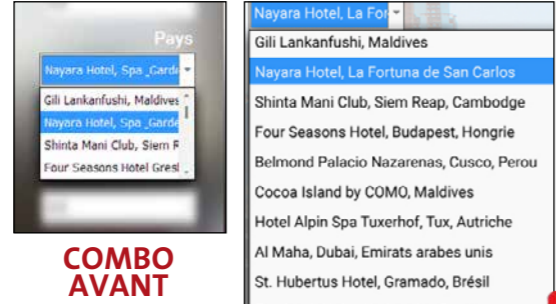 Pays
Nayara Hotel, Spa _Garde
Gili Lankanfushi, Maldives
Nayara Hotel, Spa _Garde
Shinta Mani Club, Siem R
Four Seasons Hotel Gresl
COMBO
AVANT
Nayara Hotel, La For
Gili Lankanfushi, Maldives
Nayara Hotel, La Fortuna de San Carlos
Shinta Mani Club, Siem Reap, Cambodge
Four Seasons Hotel, Budapest, Hongrie
Belmond Palacio Nazarenas, Cusco, Perou
Cocoa Island by COMO, Maldives
Hotel Alpin Spa Tuxerhof, Tux, Autriche
Al Maha, Dubai, Emirats arabes unis
St. Hubertus Hotel, Gramado, Brésil